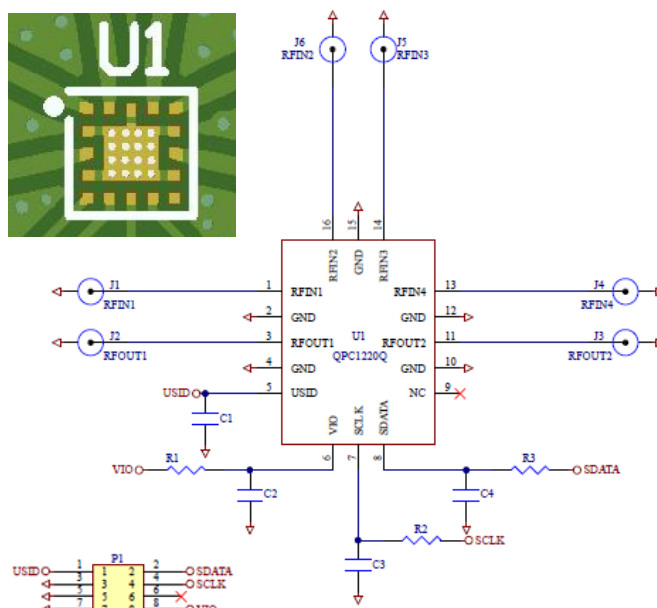 U1
J6
RFIN2
J5
RFIN3
16
15
14
RFIN2
GND
RFIN3
J1
RFIN1
1
RFIN1
RFIN4
13
J4
RFIN4
2
GND
GND
12
J2
RFOUT1
3
RFOUT1
U1
QPC1220Q
RFOUT2
11
J3
RFOUT2
4
GND
GND
10
USID
5
USID
NC
9
C1
VIO
SCLK
SDATA
6
7
8
VIO
R1
C2
R3
SDATA
C4
R2
SCLK
C3
P1
USID
1
1
2
2
SDATA
3
3
4
4
SCLK
5
5
6
6
7
8
VIO